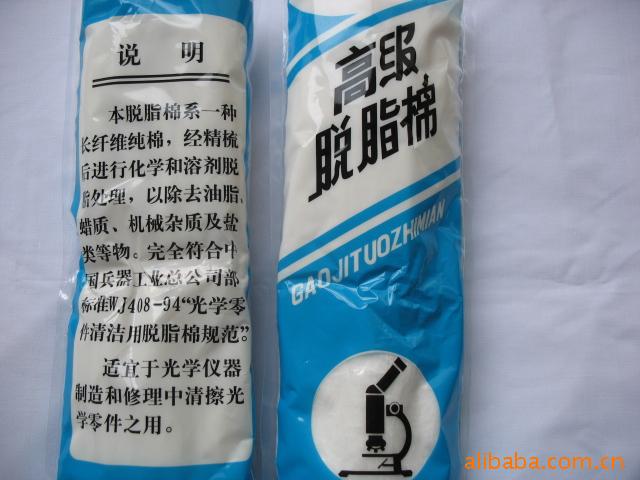 说 明
本脱脂棉系一种
长纤维纯棉，经精梳
后进行化学和溶剂脱
脂处理，以除去油脂、
蜡质、机械杂质及盐
类等物。完全符合中
国兵器工业总公司部
标准WJ408-94“光学零
件清洁用脱脂棉规范”。
适宜于光学仪器
制造和修理中清擦光
学零件之用。
高级
脱脂棉
GAOJITUOZHIMIAN
alibaba.com.cn